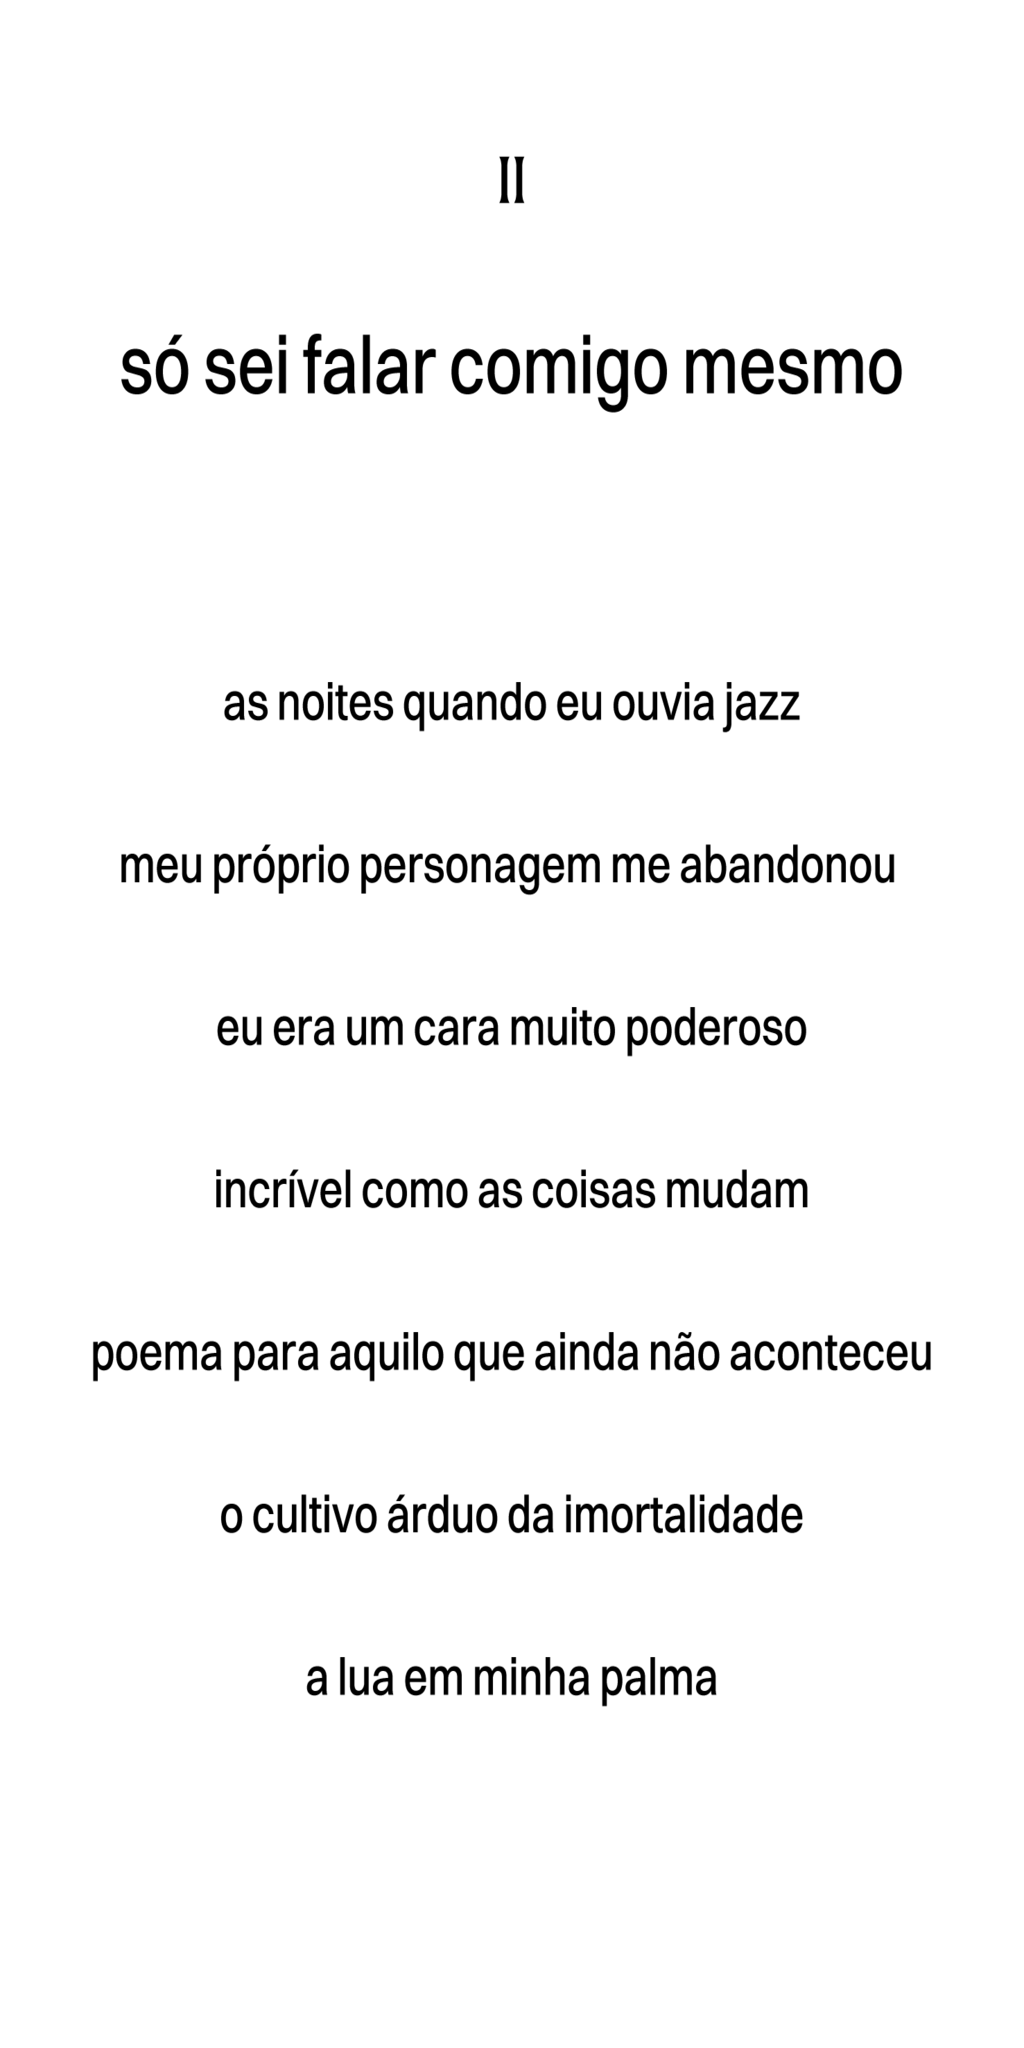 II
só sei falar comigo mesmo
as noites quando eu ouvia jazz
meu próprio personagem me abandonou
eu era um cara muito poderoso
incrível como as coisas mudam
poema para aquilo que ainda não aconteceu
o cultivo árduo da imortalidade
a lua em minha palma